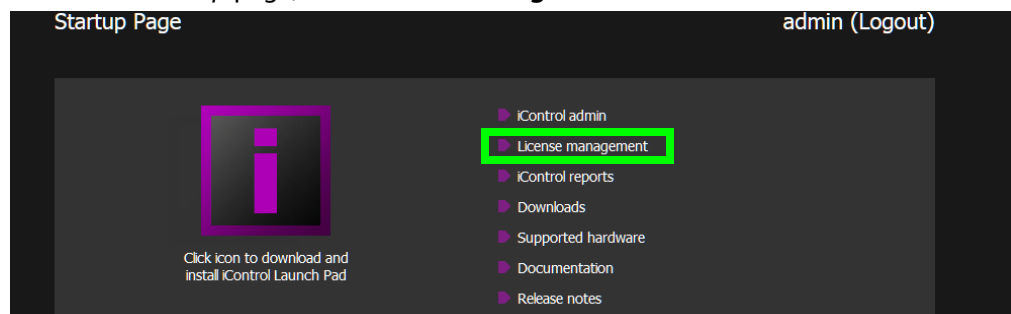 Startup Page admin (Logout)
iControl admin
License management
iControl reports
Downloads
Supported hardware
Documentation
Release notes
Click icon to download and
install iControl Launch Pad